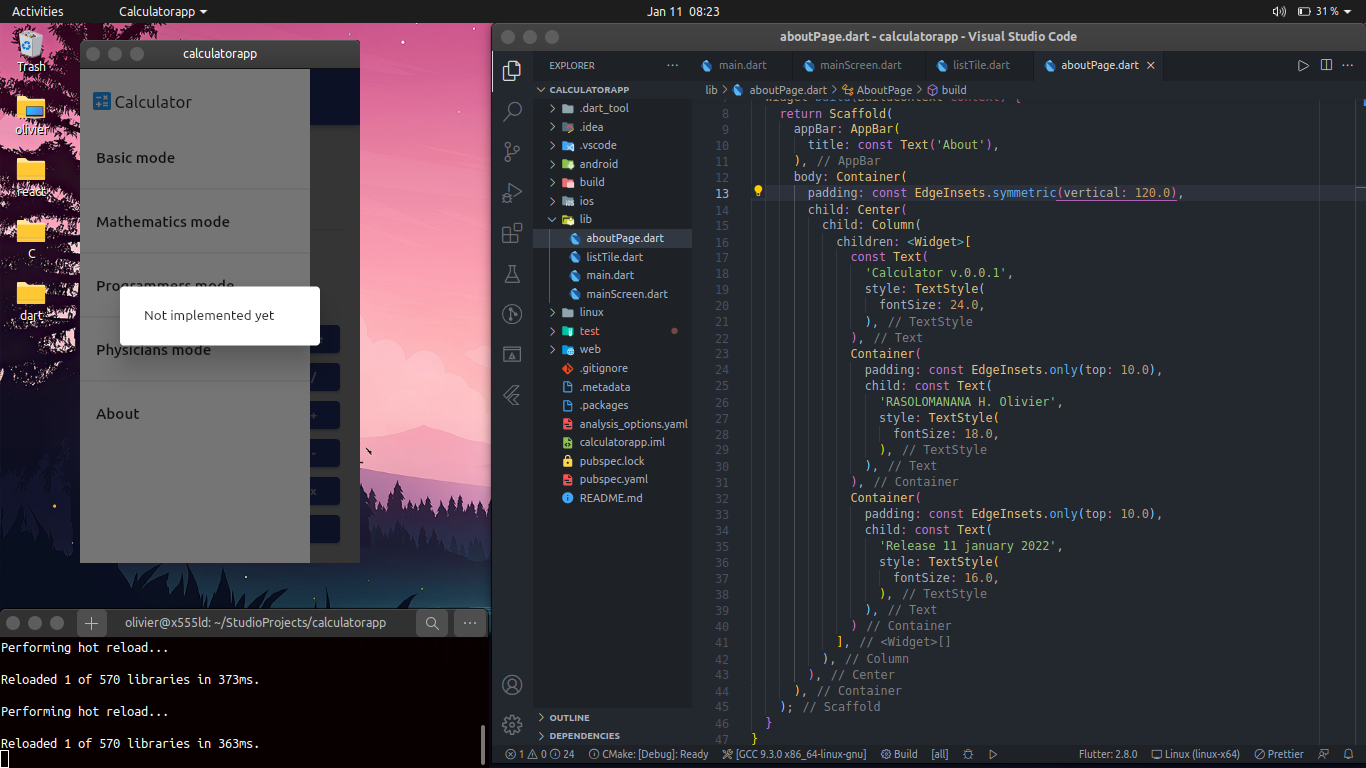 Activities
Calculatorapp
Jan 11 08:23
31 %
Trash
olivier
react
C
dart
calculatorapp
Calculator
Basic mode
Mathematics mode
Programmers mode
Not implemented yet
Physicians mode
About
/
+
-
x
olivier@x555ld: ~/StudioProjects/calculatorapp
Performing hot reload...
Reloaded 1 of 570 libraries in 373ms.
Performing hot reload...
Reloaded 1 of 570 libraries in 363ms.
aboutPage.dart - calculatorapp - Visual Studio Code
EXPLORER
CALCULATORAPP
.dart_tool
.idea
.vscode
android
build
ios
lib
aboutPage.dart
listTile.dart
main.dart
mainScreen.dart
linux
test
web
.gitignore
.metadata
.packages
analysis_options.yaml
calculatorapp.iml
pubspec.lock
pubspec.yaml
README.md
OUTLINE
DEPENDENCIES
main.dart
mainScreen.dart
listTile.dart
aboutPage.dart
lib > aboutPage.dart > AboutPage > build
7 Widget build(BuildContext context) {
8 return Scaffold(
9 appBar: AppBar(
10 title: const Text('About'),
11 ), // AppBar
12 body: Container(
13 padding: const EdgeInsets.symmetric(vertical: 120.0),
14 child: Center(
15 child: Column(
16 children: <Widget>[
17 const Text(
18 'Calculator v.0.0.1',
19 style: TextStyle(
20 fontSize: 24.0,
21 ), // TextStyle
22 ), // Text
23 Container(
24 padding: const EdgeInsets.only(top: 10.0),
25 child: const Text(
26 'RASOLOMANANA H. Olivier',
27 style: TextStyle(
28 fontSize: 18.0,
29 ), // TextStyle
30 ), // Text
31 ), // Container
32 Container(
33 padding: const EdgeInsets.only(top: 10.0),
34 child: const Text(
35 'Release 11 january 2022',
36 style: TextStyle(
37 fontSize: 16.0,
38 ), // TextStyle
39 ), // Text
40 ) // Container
41 ], // <Widget>[]
42 ), // Column
43 ), // Center
44 ), // Container
45 ); // Scaffold
46 }
47 }
1 0 24 CMake: [Debug]: Ready [GCC 9.3.0 x86_64-linux-gnu] Build [all] Flutter: 2.8.0 Linux (linux-x64) Prettier